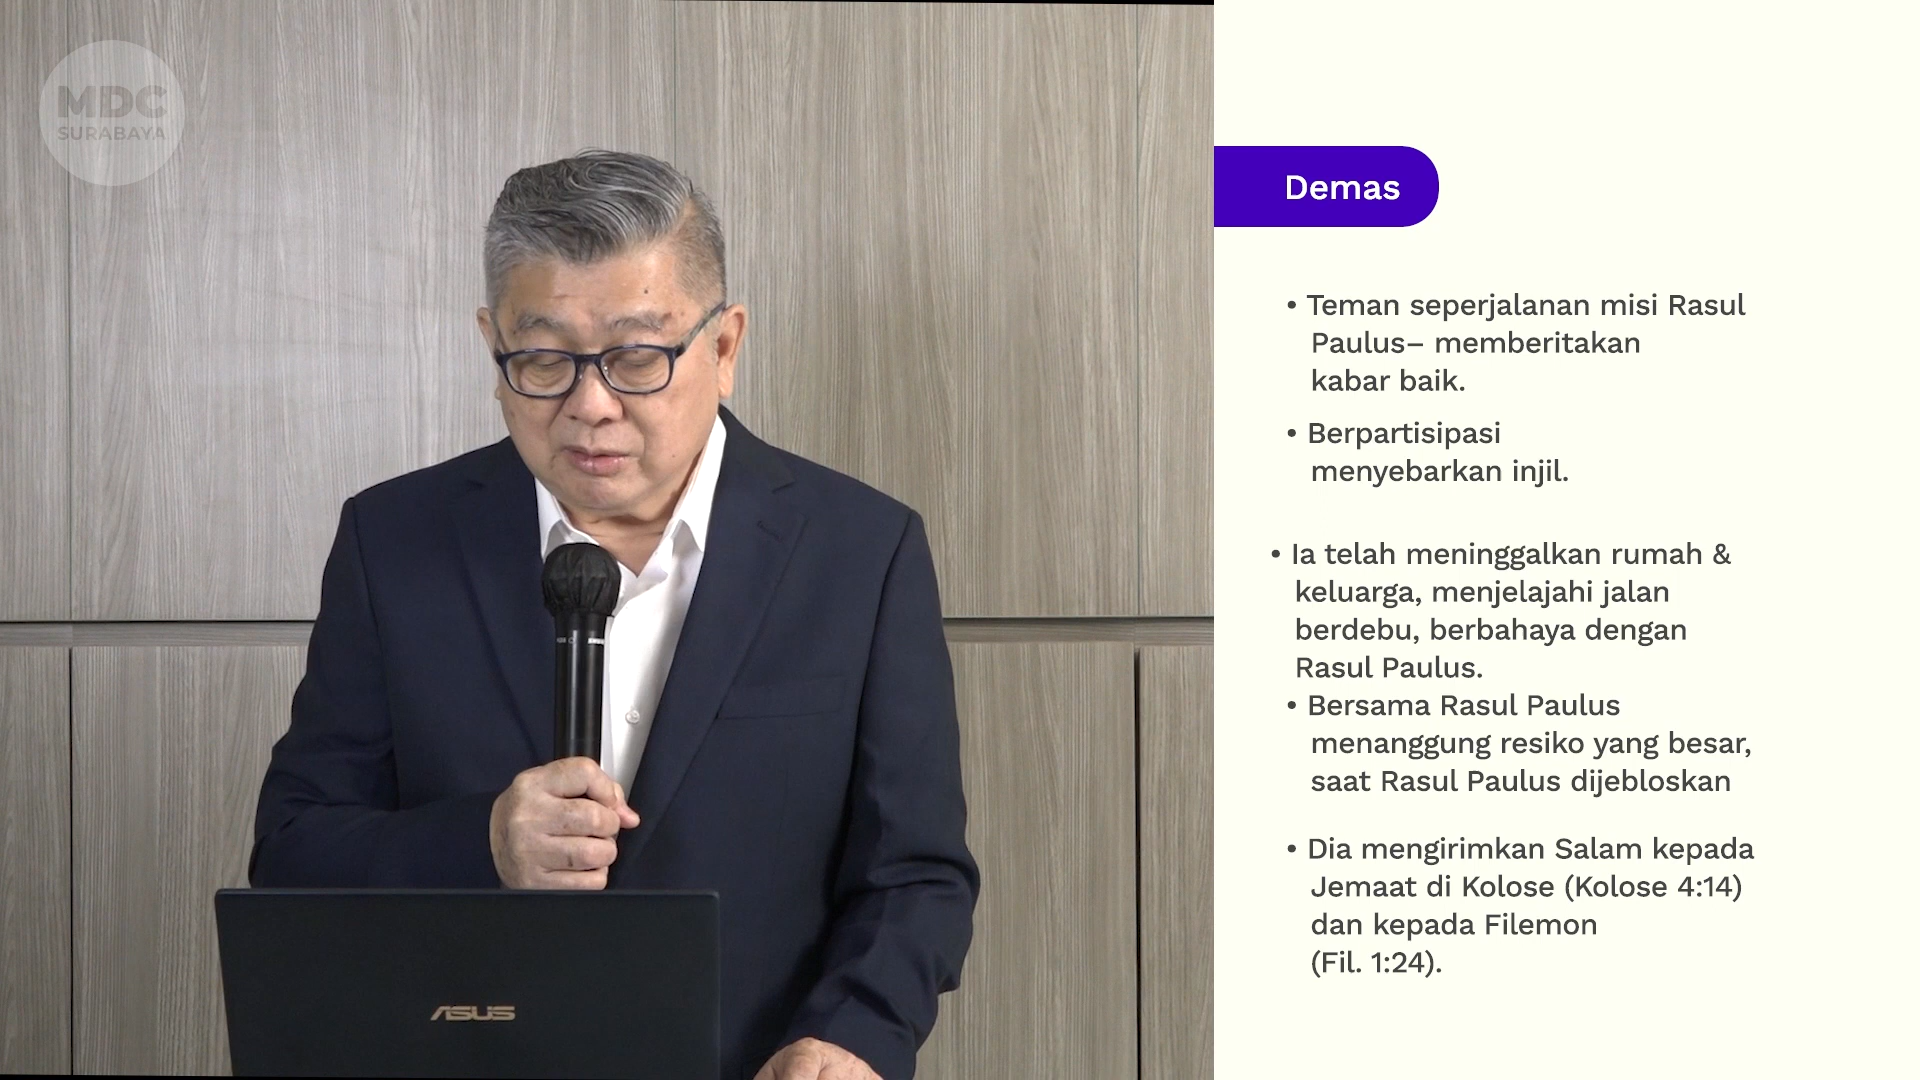 MDC
SURABAYA
Demas
• Teman seperjalanan misi Rasul
Paulus– memberitakan
kabar baik.
• Berpartisipasi
menyebarkan injil.
• Ia telah meninggalkan rumah &
keluarga, menjelajahi jalan
berdebu, berbahaya dengan
Rasul Paulus.
• Bersama Rasul Paulus
menanggung resiko yang besar,
saat Rasul Paulus dijebloskan
• Dia mengirimkan Salam kepada
Jemaat di Kolose (Kolose 4:14)
dan kepada Filemon
(Fil. 1:24).
ASUS